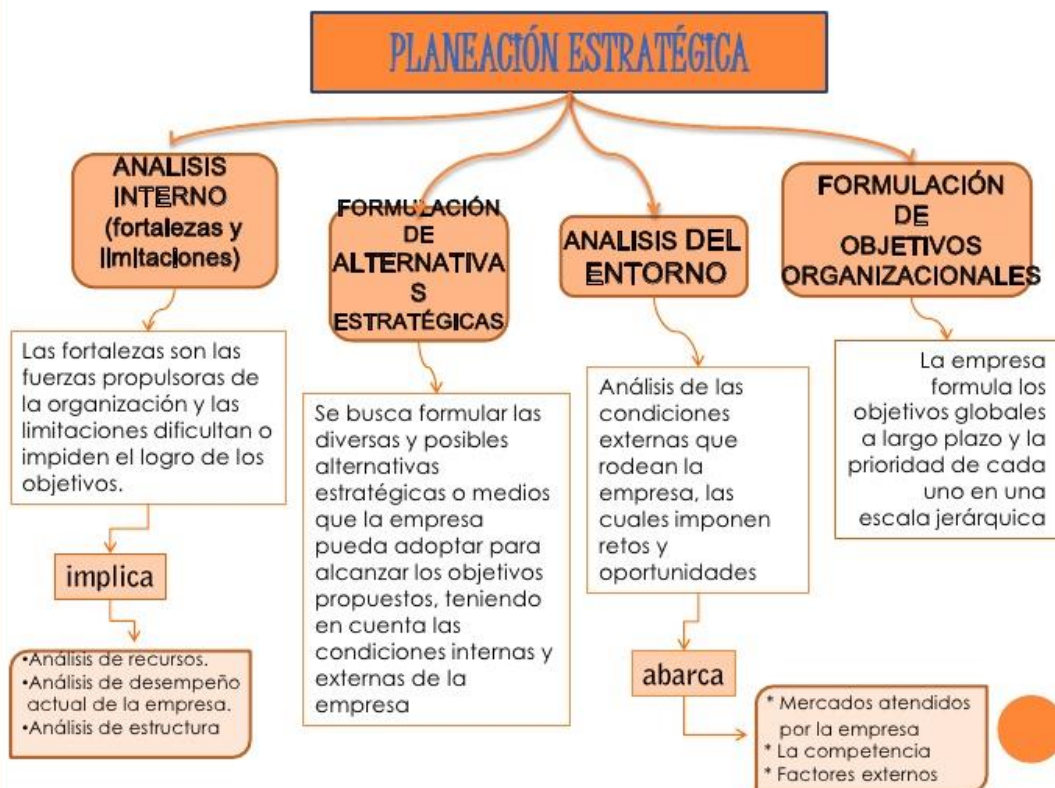 PLANEACIÓN ESTRATÉGICA
ANALISIS
INTERNO
(fortalezas y
limitaciones)
Las fortalezas son las
fuerzas propulsoras de
la organización y las
limitaciones dificultan o
impiden el logro de los
objetivos.
implica
•Análisis de recursos.
•Análisis de desempeño
actual de la empresa.
•Análisis de estructura
FORMULACIÓN
DE
ALTERNATIVA
S
ESTRATÉGICAS
Se busca formular las
diversas y posibles
alternativas
estratégicas o medios
que la empresa
pueda adoptar para
alcanzar los objetivos
propuestos, teniendo
en cuenta las
condiciones internas y
externas de la
empresa
ANALISIS DEL
ENTORNO
Análisis de las
condiciones
externas que
rodean la
empresa, las
cuales imponen
retos y
oportunidades
abarca
* Mercados atendidos
por la empresa
* La competencia
* Factores externos
FORMULACIÓN
DE
OBJETIVOS
ORGANIZACIONALES
La empresa
formula los
objetivos globales
a largo plazo y la
prioridad de cada
uno en una
escala jerárquica